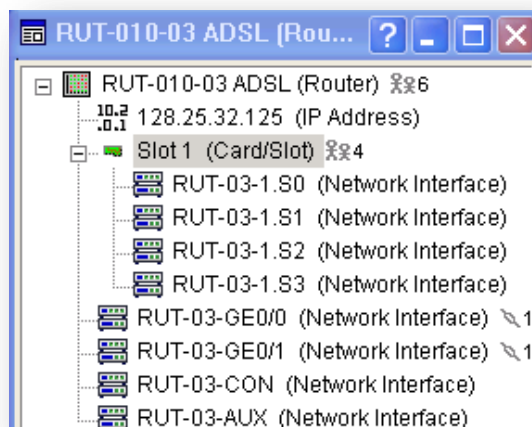 RUT-010-03 ADSL (Rou...
RUT-010-03 ADSL (Router) 6
10.2 .0.1 128.25.32.125 (IP Address)
Slot 1 (Card/Slot) 4
RUT-03-1.S0 (Network Interface)
RUT-03-1.S1 (Network Interface)
RUT-03-1.S2 (Network Interface)
RUT-03-1.S3 (Network Interface)
RUT-03-GE0/0 (Network Interface) 1
RUT-03-GE0/1 (Network Interface) 1
RUT-03-CON (Network Interface)
RUT-03-AUX (Network Interface)